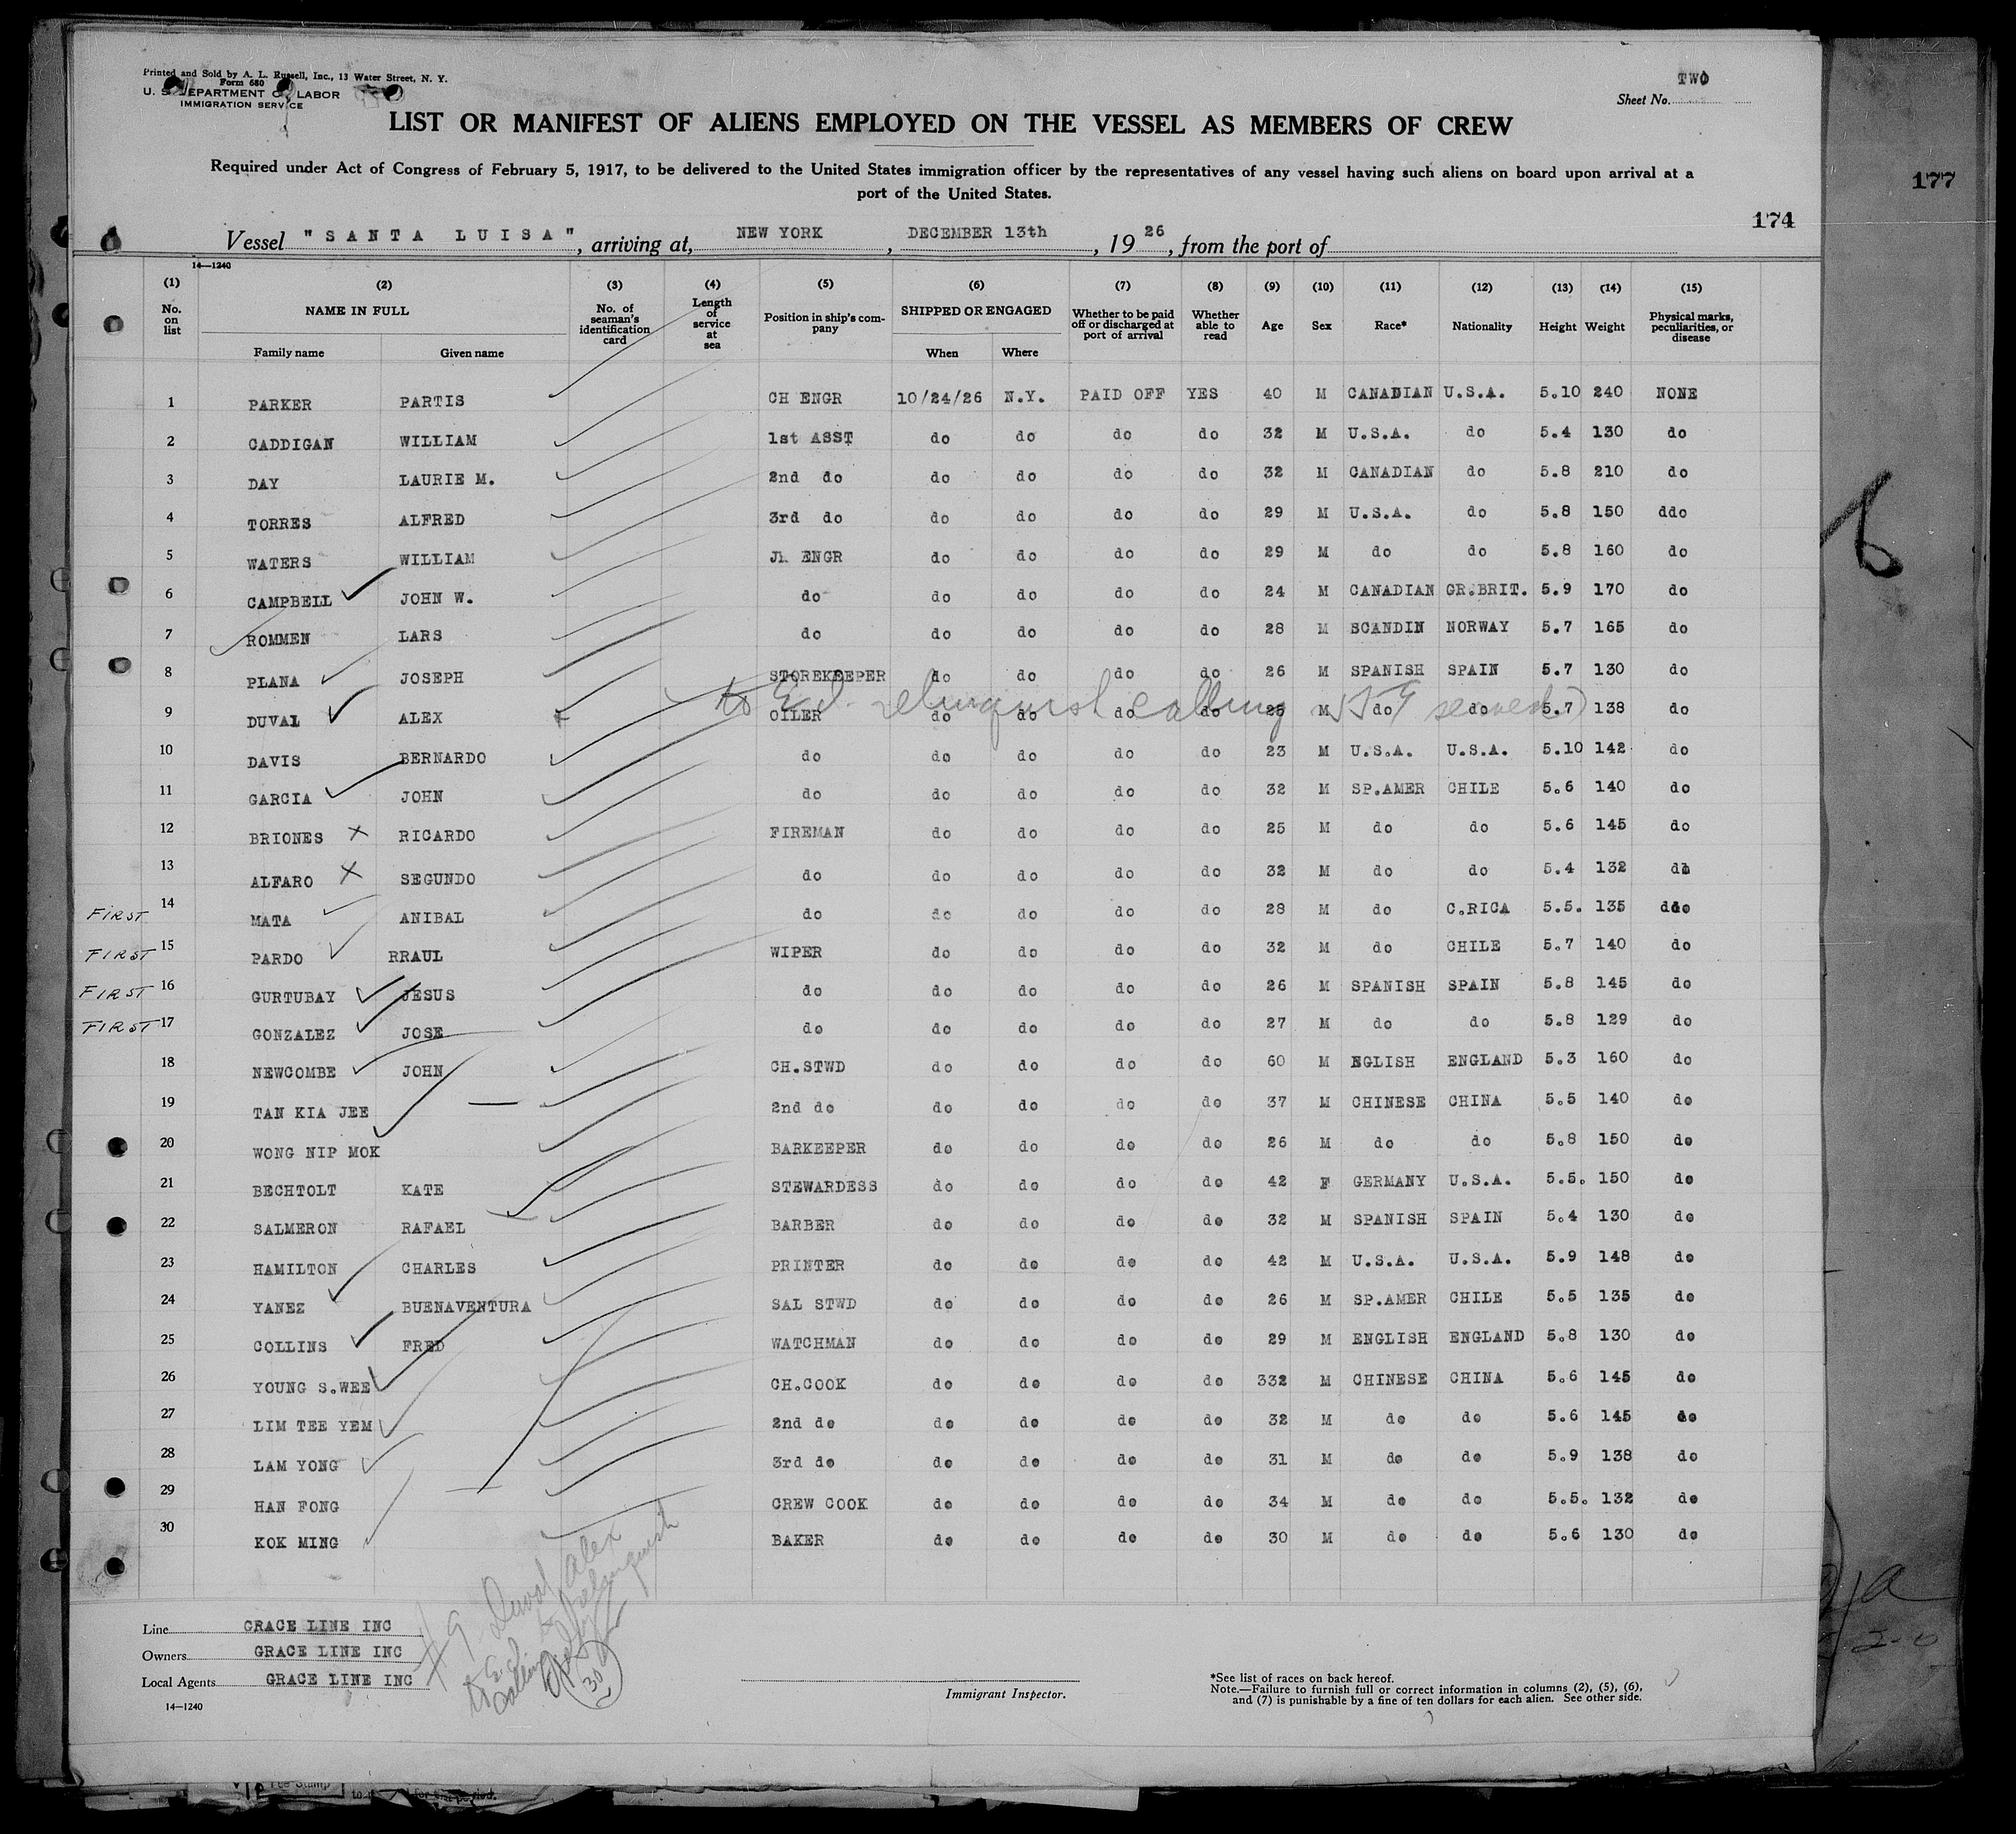 Printed and Sold by A. L. Russell, Inc., 13 Water Street, N. Y.
Form 680
U. S. DEPARTMENT OF LABOR
IMMIGRATION SERVICE
TWO
Sheet No.
LIST OR MANIFEST OF ALIENS EMPLOYED ON THE VESSEL AS MEMBERS OF CREW
Required under Act of Congress of February 5, 1917, to be delivered to the United States immigration officer by the representatives of any vessel having such aliens on board upon arrival at a
port of the United States.
177
174
Vessel "SANTA LUISA", arriving at, NEW YORK, DECEMBER 13th, 1926, from the port of
14—1240
(1) No. on list (2) NAME IN FULL Family name Given name (3) No. of seaman's identification card (4) Length of service at sea (5) Position in ship's company (6) SHIPPED OR ENGAGED When Where (7) Whether to be paid off or discharged at port of arrival (8) Whether able to read (9) Age (10) Sex (11) Race* (12) Nationality (13) Height (14) Weight (15) Physical marks, peculiarities, or disease
1 PARKER PARTIS CH ENGR 10/24/26 N.Y. PAID OFF YES 40 M CANADIAN U.S.A. 5.10 240 NONE
2 CADDIGAN WILLIAM 1st ASST do do do do 32 M U.S.A. do 5.4 130 do
3 DAY LAURIE M. 2nd do do do do do 32 M CANADIAN do 5.8 210 do
4 TORRES ALFRED 3rd do do do do do 29 M U.S.A. do 5.8 150 ddo
5 WATERS WILLIAM Jr ENGR do do do do 29 M do do 5.8 160 do
6 CAMPBELL JOHN W. do do do do do 24 M CANADIAN GR.BRIT. 5.9 170 do
7 ROMMEN LARS do do do do do 28 M SCANDIN NORWAY 5.7 165 do
8 PLANA JOSEPH STOREKEEPER do do do do 26 M SPANISH SPAIN 5.7 130 do
to E.I. relinquish calling
9 DUVAL ALEX OILER do do do do 25 M do do 5.7 138 do
10 DAVIS BERNARDO do do do do do 23 M U.S.A. U.S.A. 5.10 142 do
11 GARCIA JOHN do do do do do 32 M SP.AMER CHILE 5.6 140 do
12 BRIONES X RICARDO FIREMAN do do do do 25 M do do 5.6 145 do
13 ALFARO X SEGUNDO do do do do do 32 M do do 5.4 132 do
FIRST 14 MATA ANIBAL do do do do do 28 M do C.RICA 5.5. 135 ddo
FIRST 15 PARDO RRAUL WIPER do do do do 32 M do CHILE 5.7 140 do
FIRST 16 GURTUBAY JESUS do do do do do 26 M SPANISH SPAIN 5.8 145 do
FIRST 17 GONZALEZ JOSE do do do do do 27 M do do 5.8 129 do
18 NEWCOMBE JOHN CH.STWD do do do do 60 M EGLISH ENGLAND 5.3 160 do
19 TAN KIA JEE 2nd do do do do do 37 M CHINESE CHINA 5.5 140 do
20 WONG NIP MOK BARKEEPER do do do do 26 M do do 5.8 150 do
21 BECHTOLT KATE STEWARDESS do do do do 42 F GERMANY U.S.A. 5.5. 150 do
22 SALMERON RAFAEL BARBER do do do do 32 M SPANISH SPAIN 5.4 130 do
23 HAMILTON CHARLES PRINTER do do do do 42 M U.S.A. U.S.A. 5.9 148 do
24 YANEZ BUENAVENTURA SAL STWD do do do do 26 M SP.AMER CHILE 5.5 135 do
25 COLLINS FRED WATCHMAN do do do do 29 M ENGLISH ENGLAND 5.8 130 do
26 YOUNG S.WEE CH.COOK do do do do 332 M CHINESE CHINA 5.6 145 do
27 LIM TEE YEM 2nd do do do do do 32 M do do 5.6 145 do
28 LAM YONG 3rd do do do do do 31 M do do 5.9 138 do
29 HAN FONG CREW COOK do do do do 34 M do do 5.5. 132 do
30 KOK MING BAKER do do do do 30 M do do 5.6 130 do
#9 Duval Alex
to E.I. relinquish
calling
30
Line GRACE LINE INC
Owners GRACE LINE INC
Local Agents GRACE LINE INC
14—1240
Immigrant Inspector.
*See list of races on back hereof.
Note.—Failure to furnish full or correct information in columns (2), (5), (6),
and (7) is punishable by a fine of ten dollars for each alien. See other side.